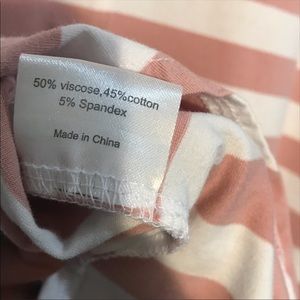 50% viscose,45%cotton
5% Spandex
Made in China